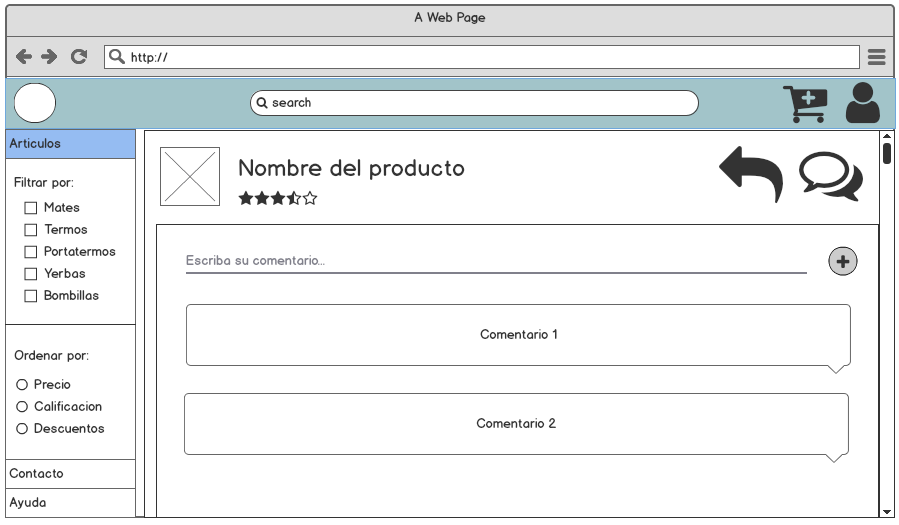 A Web Page
http://
search
Articulos
Filtrar por:
Mates
Termos
Portatermos
Yerbas
Bombillas
Ordenar por:
Precio
Calificacion
Descuentos
Contacto
Ayuda
Nombre del producto
Escriba su comentario...
Comentario 1
Comentario 2